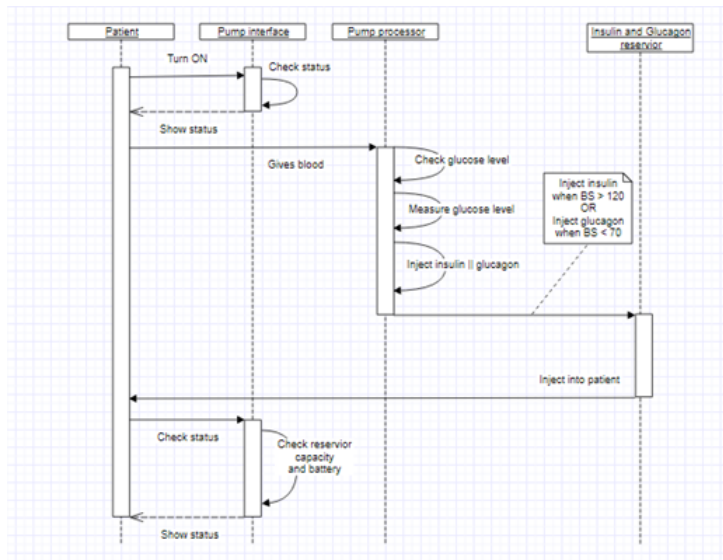 Patient
Pump interface
Pump processor
Insulin and Glucagon
reservior
Turn ON
Check status
Show status
Gives blood
Check glucose level
Measure glucose level
Inject insulin || glucagon
Inject insulin
when BS > 120
OR
Inject glucagon
when BS < 70
Inject into patient
Check status
Check reservior
capacity
and battery
Show status